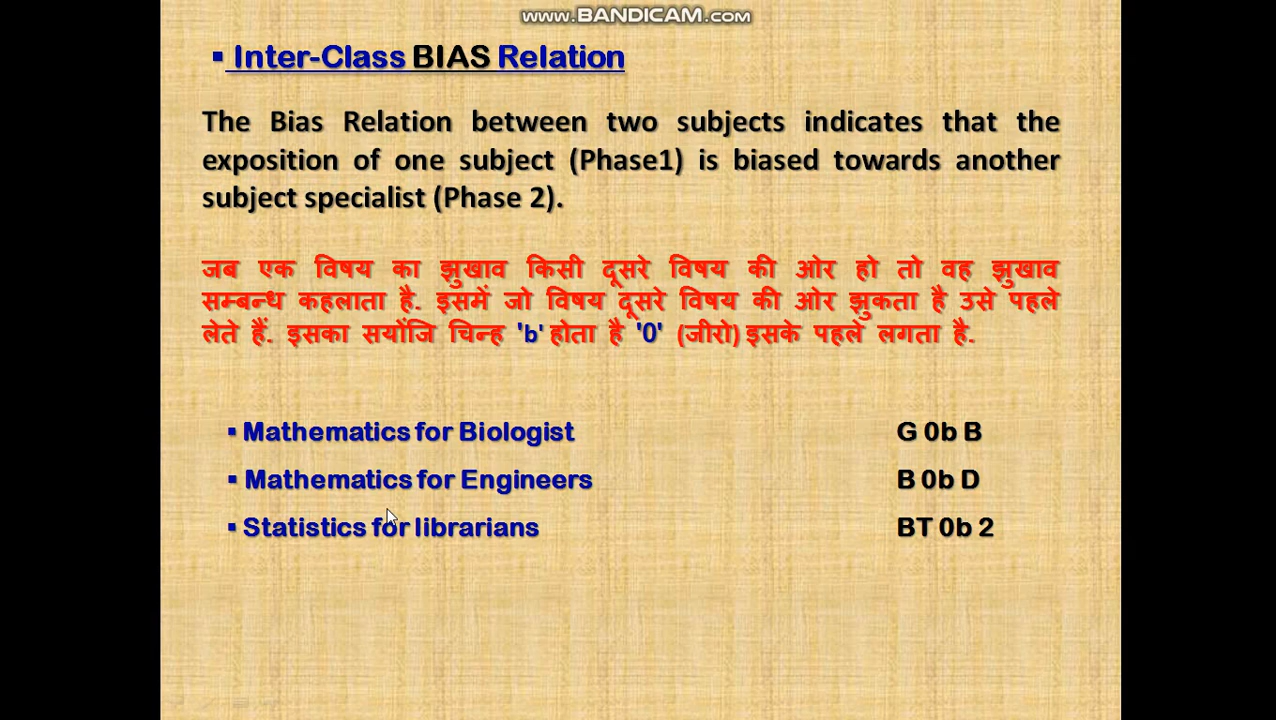 www.BANDICAM.com
▪ Inter-Class BIAS Relation
The Bias Relation between two subjects indicates that the
exposition of one subject (Phase1) is biased towards another
subject specialist (Phase 2).
जब एक विषय का झुखाव किसी दूसरे विषय की ओर हो तो वह झुखाव
सम्बन्ध कहलाता है. इसमें जो विषय दूसरे विषय की ओर झुकता है उसे पहले
लेते हैं. इसका सयोंजि चिन्ह 'b' होता है '0' (जीरो) इसके पहले लगता है.
▪ Mathematics for Biologist G 0b B
▪ Mathematics for Engineers B 0b D
▪ Statistics for librarians BT 0b 2